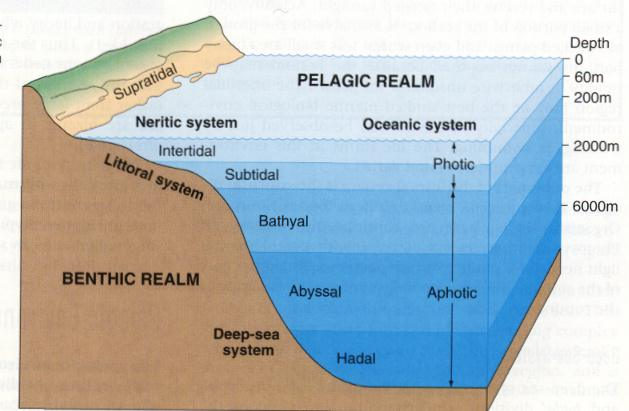 Depth
0
60m
200m
2000m
6000m
Supratidal
PELAGIC REALM
Neritic system
Oceanic system
Intertidal
Photic
Littoral system
Subtidal
Bathyal
BENTHIC REALM
Abyssal
Aphotic
Deep-sea
system
Hadal